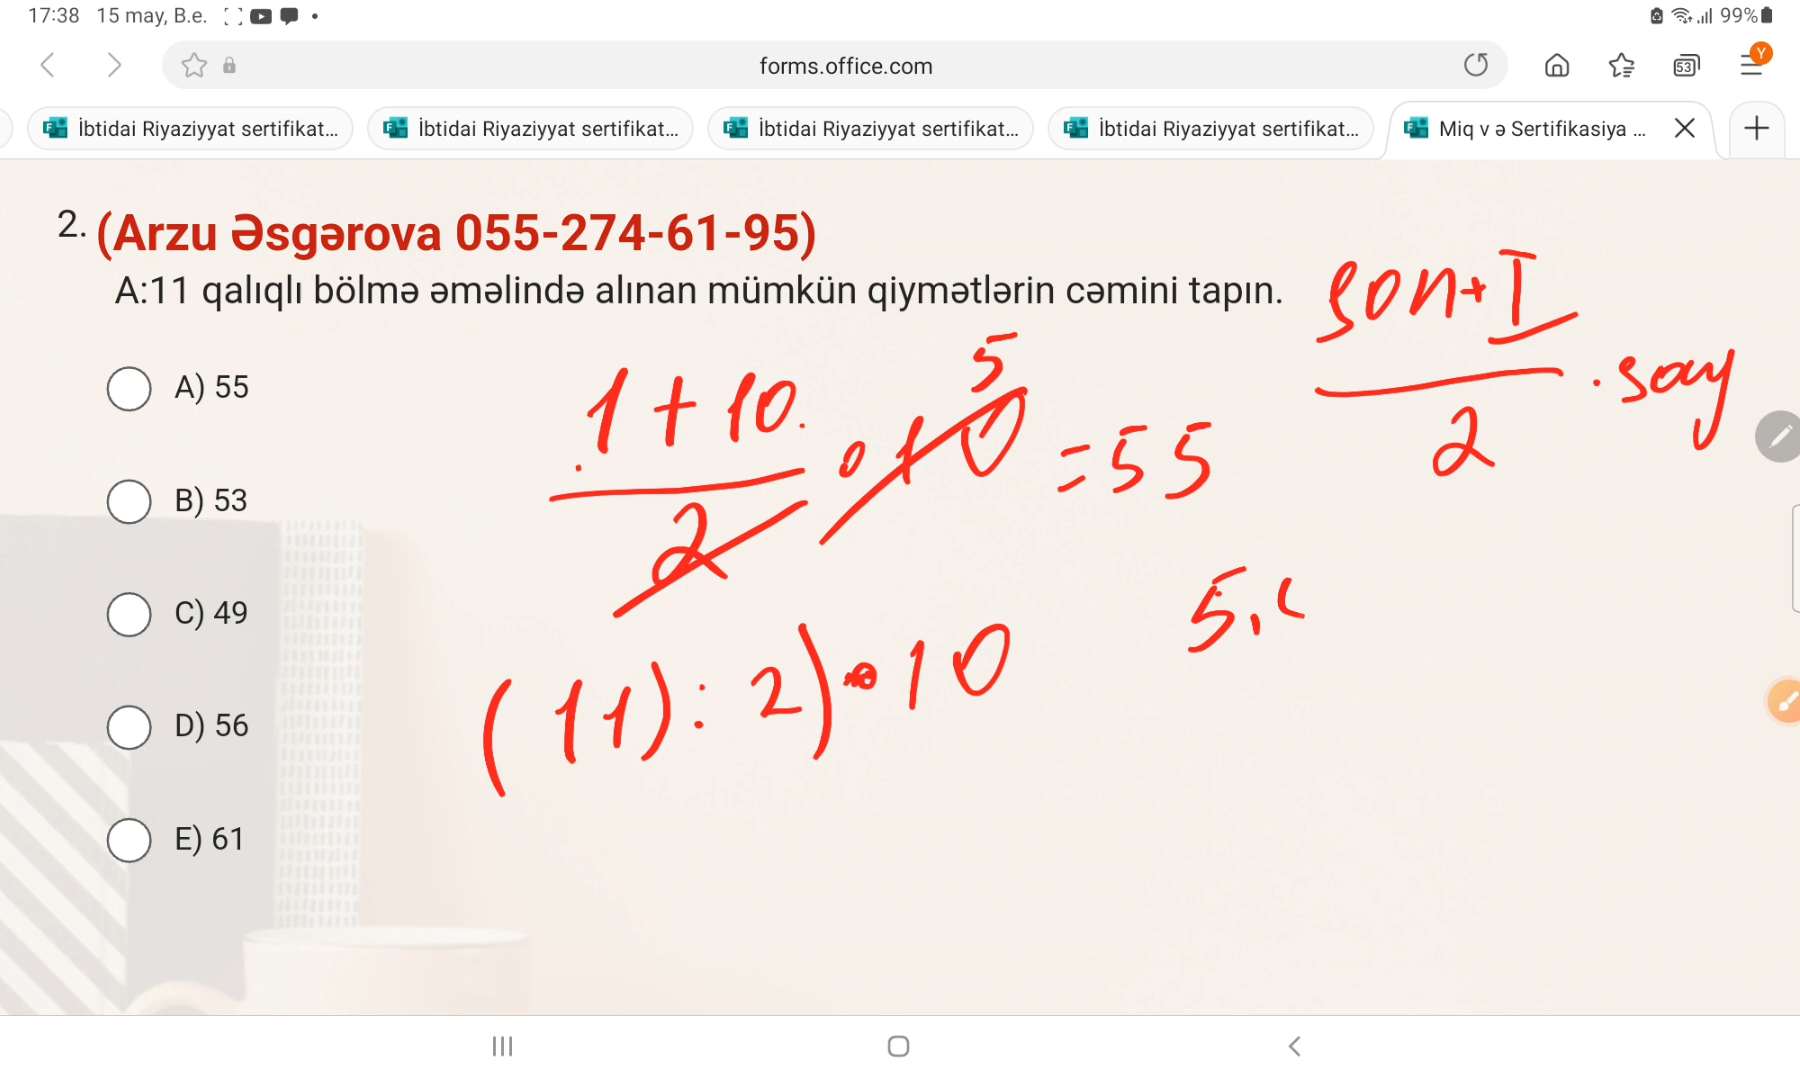 17:38 15 may, B.e.
99%
forms.office.com
53
Y
İbtidai Riyaziyyat sertifikat...
İbtidai Riyaziyyat sertifikat...
İbtidai Riyaziyyat sertifikat...
İbtidai Riyaziyyat sertifikat...
Miq v ə Sertifikasiya ...
2. (Arzu Əsgərova 055-274-61-95)
A:11 qalıqlı bölmə əməlində alınan mümkün qiymətlərin cəmini tapın.
son+I
2
. say
A) 55
1+10
2
. 10 = 55
5
B) 53
C) 49
5,
(11) : 2) . 10
D) 56
E) 61